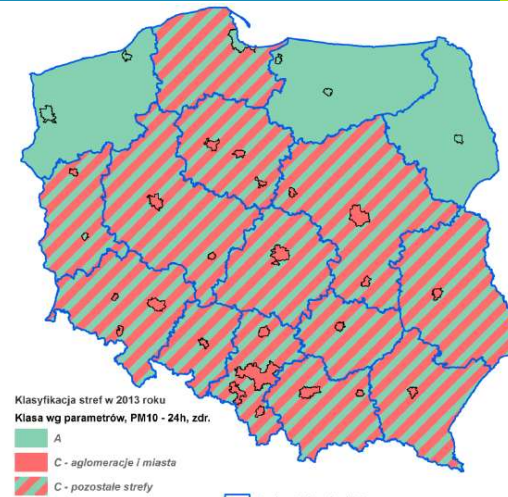 Klasyfikacja stref w 2013 roku
Klasa wg parametrów, PM10 - 24h, zdr.
A
C - aglomeracje i miasta
C - pozostałe strefy